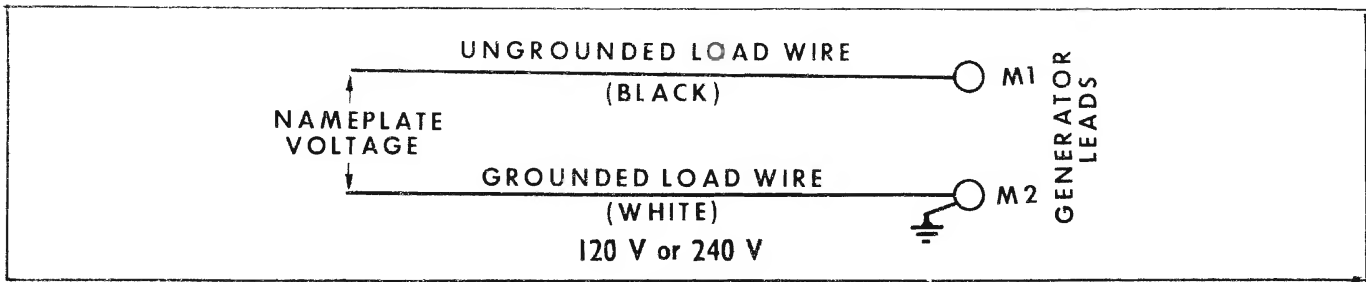 UNGROUNDED LOAD WIRE
(BLACK)
M1
NAMEPLATE
VOLTAGE
GENERATOR
LEADS
GROUNDED LOAD WIRE
(WHITE)
M2
120 V or 240 V